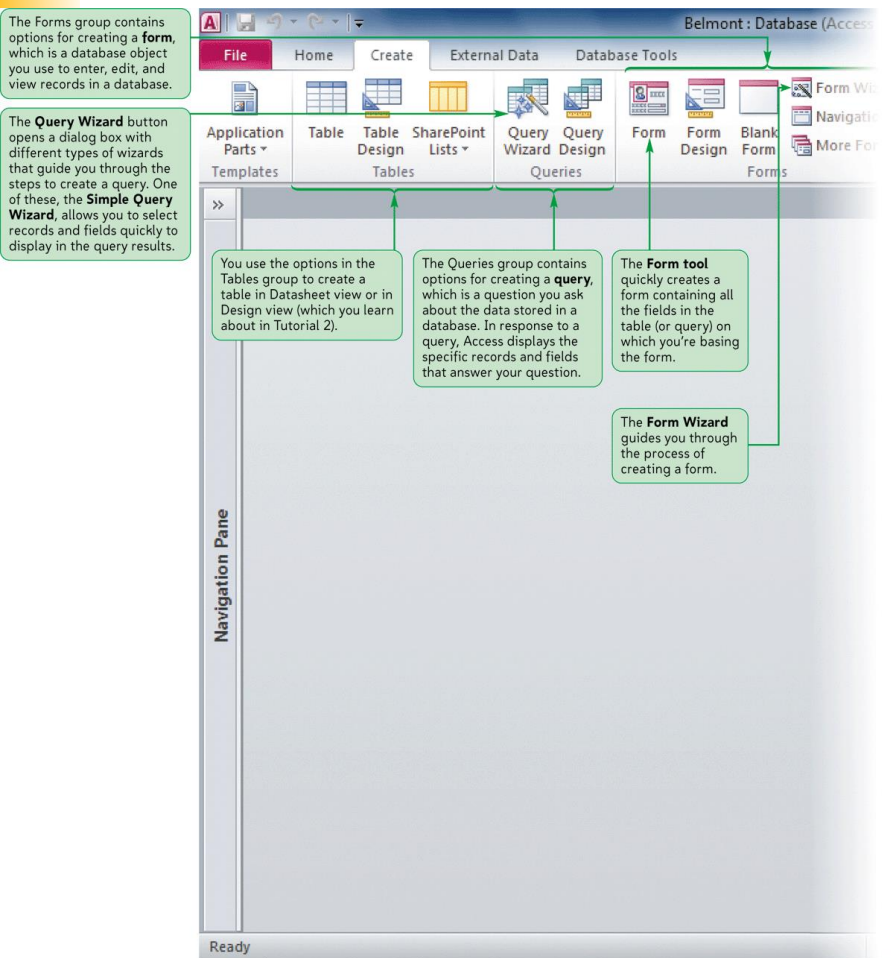 The Forms group contains
options for creating a form,
which is a database object
you use to enter, edit, and
view records in a database.
The Query Wizard button
opens a dialog box with
different types of wizards
that guide you through the
steps to create a query. One
of these, the Simple Query
Wizard, allows you to select
records and fields quickly to
display in the query results.
A
Belmont : Database (Access
File Home Create External Data Database Tools
Application Parts
Table
Table Design
SharePoint Lists
Query Wizard
Query Design
Form
Form Design
Blank Form
Form Wiz
Navigatio
More For
Templates Tables Queries Forms
»
You use the options in the
Tables group to create a
table in Datasheet view or in
Design view (which you learn
about in Tutorial 2).
The Queries group contains
options for creating a query,
which is a question you ask
about the data stored in a
database. In response to a
query, Access displays the
specific records and fields
that answer your question.
The Form tool
quickly creates a
form containing all
the fields in the
table (or query) on
which you're basing
the form.
The Form Wizard
guides you through
the process of
creating a form.
Navigation Pane
Ready